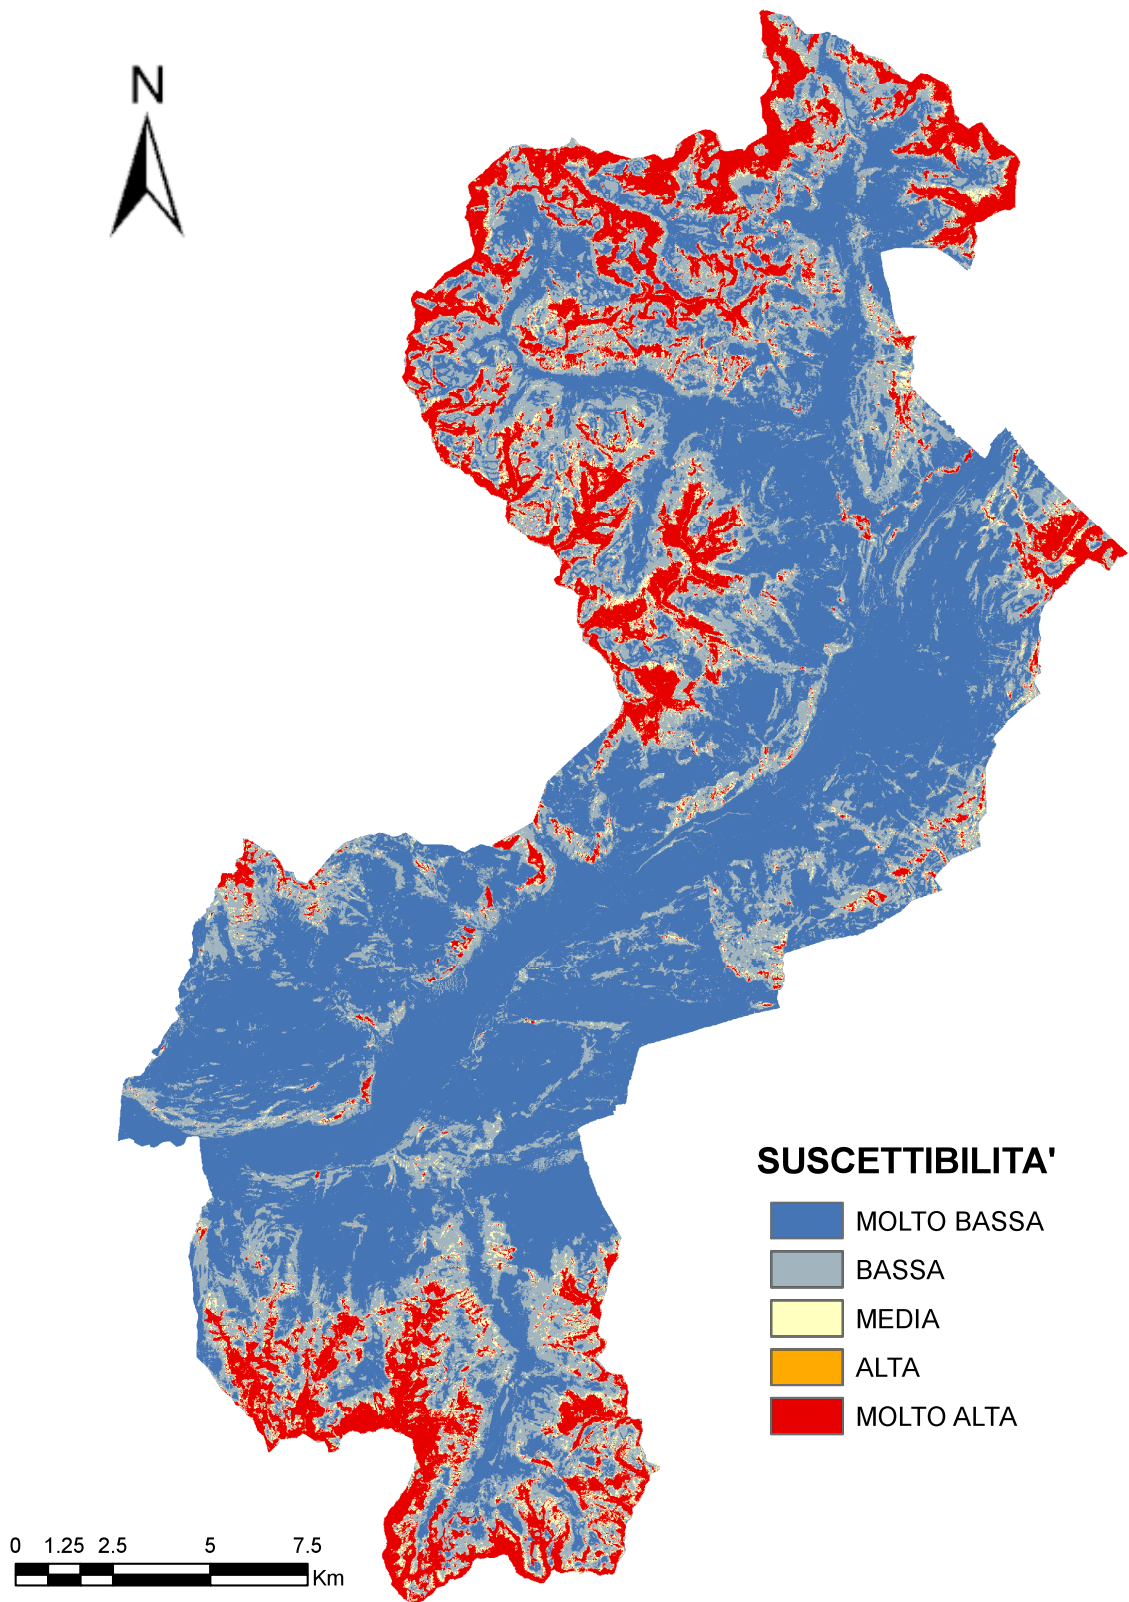 N
SUSCETTIBILITA'
MOLTO BASSA
BASSA
MEDIA
ALTA
MOLTO ALTA
0 1.25 2.5 5 7.5
Km